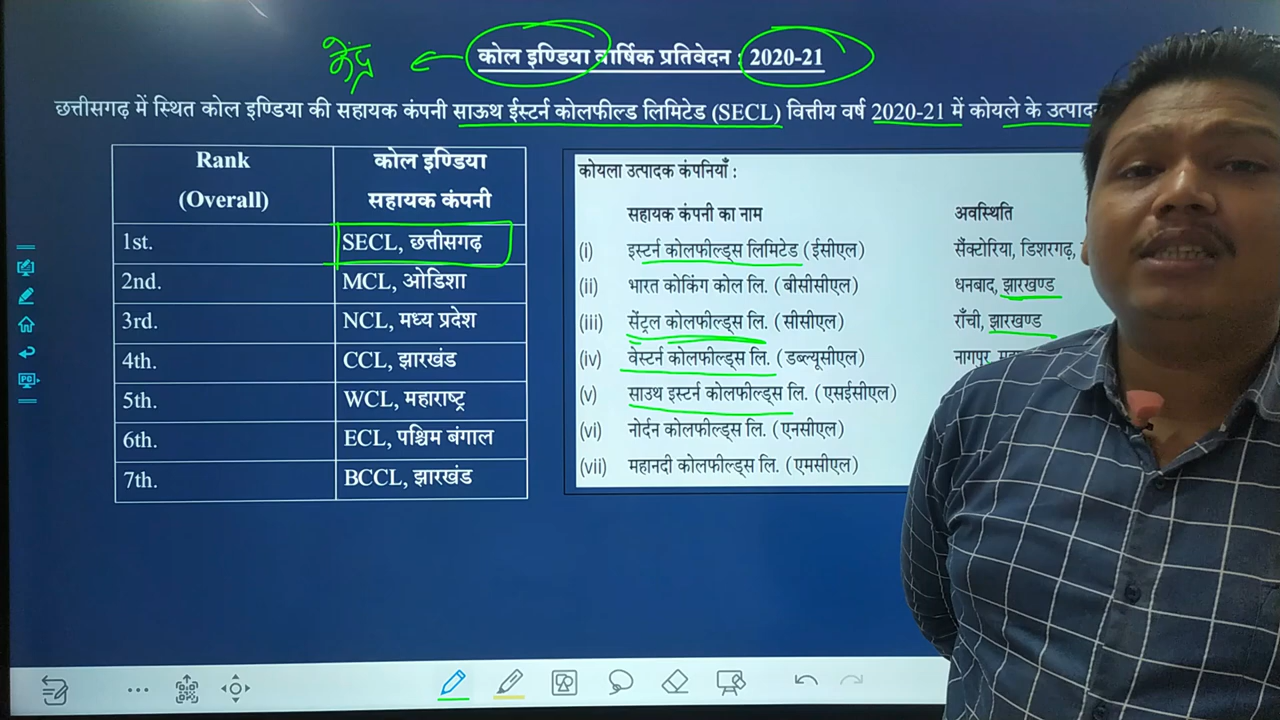 केंद्र
कोल इण्डिया वार्षिक प्रतिवेदन : 2020-21
छत्तीसगढ़ में स्थित कोल इण्डिया की सहायक कंपनी साऊथ ईस्टर्न कोलफील्ड लिमिटेड (SECL) वित्तीय वर्ष 2020-21 में कोयले के
Rank (Overall) कोल इण्डिया सहायक कंपनी
1st. SECL, छत्तीसगढ़
2nd. MCL, ओडिशा
3rd. NCL, मध्य प्रदेश
4th. CCL, झारखंड
5th. WCL, महाराष्ट्र
6th. ECL, पश्चिम बंगाल
7th. BCCL, झारखंड
कोयला उत्पादक कंपनियाँ :
सहायक कंपनी का नाम अवस्थिति
(i) इस्टर्न कोलफील्ड्स लिमिटेड (ईसीएल) सैंक्टोरिया, डिशरगढ़,
(ii) भारत कोकिंग कोल लि. (बीसीसीएल) धनबाद, झारखण्ड
(iii) सेंट्रल कोलफील्ड्स लि. (सीसीएल) राँची, झारखण्ड
(iv) वेस्टर्न कोलफील्ड्स लि. (डब्ल्यूसीएल) नागपुर,
(v) साउथ इस्टर्न कोलफील्ड्स लि. (एसईसीएल)
(vi) नोर्दन कोलफील्ड्स लि. (एनसीएल)
(vii) महानदी कोलफील्ड्स लि. (एमसीएल)